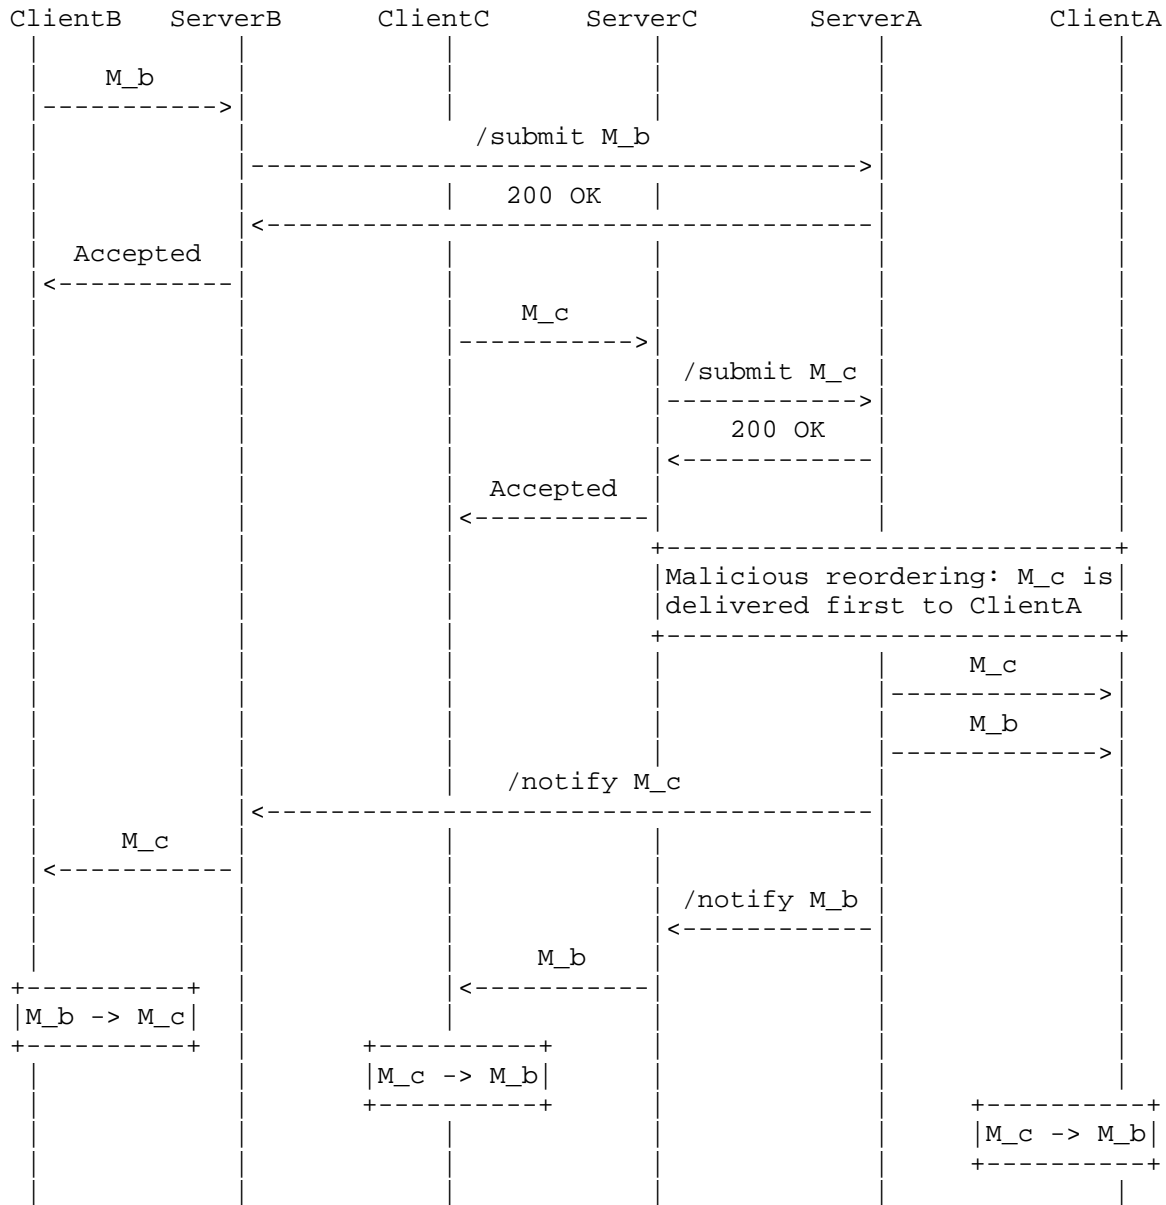 ClientB ServerB ClientC ServerC ServerA ClientA
M_b
/submit M_b
200 OK
Accepted
M_c
/submit M_c
200 OK
Accepted
Malicious reordering: M_c is
delivered first to ClientA
M_c
M_b
/notify M_c
M_c
/notify M_b
M_b
M_b -> M_c
M_c -> M_b
M_c -> M_b